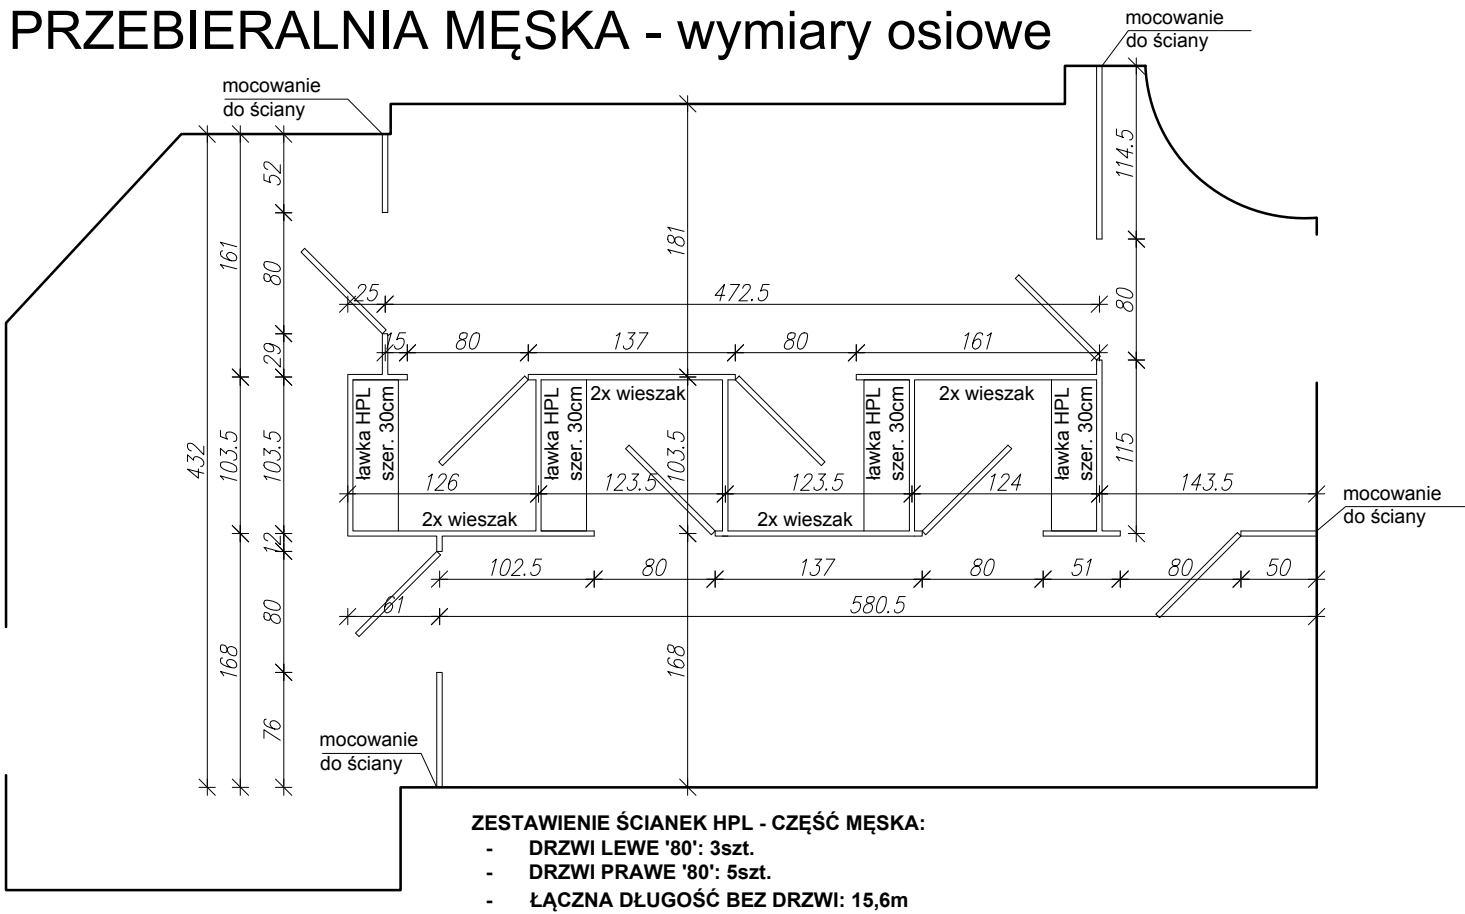 PRZEBIERALNIA MĘSKA - wymiary osiowe
mocowanie
do ściany
mocowanie
do ściany
52
114.5
161
181
80
25
472.5
80
15
80
137
80
161
29
2x wieszak
2x wieszak
ławka HPL
szer. 30cm
ławka HPL
szer. 30cm
ławka HPL
szer. 30cm
ławka HPL
szer. 30cm
432
103.5
103.5
103.5
115
126
123.5
123.5
124
143.5
mocowanie
do ściany
2x wieszak
2x wieszak
12
102.5
80
137
80
51
80
50
80
61
580.5
168
168
76
mocowanie
do ściany
ZESTAWIENIE ŚCIANEK HPL - CZĘŚĆ MĘSKA:
- DRZWI LEWE '80': 3szt.
- DRZWI PRAWE '80': 5szt.
- ŁĄCZNA DŁUGOŚĆ BEZ DRZWI: 15,6m